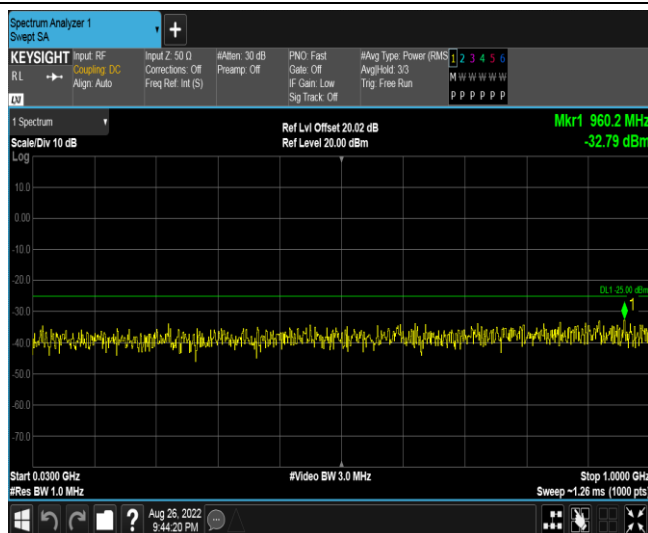 Spectrum Analyzer 1
Swept SA
+
KEYSIGHT
RL
LXI
Input: RF
Coupling: DC
Align: Auto
Input Z: 50 Ω
Corrections: Off
Freq Ref: Int (S)
#Atten: 30 dB
Preamp: Off
PNO: Fast
Gate: Off
IF Gain: Low
Sig Track: Off
#Avg Type: Power (RMS
Avg|Hold: 3/3
Trig: Free Run
1 2 3 4 5 6
M W W W W W
P P P P P P
1 Spectrum
Scale/Div 10 dB
Ref Lvl Offset 20.02 dB
Ref Level 20.00 dBm
Mkr1 960.2 MHz
-32.79 dBm
Log
10.0
0.00
-10.0
-20.0
DL1 -25.00 dBm
1
-30.0
-40.0
-50.0
-60.0
-70.0
Start 0.0300 GHz
#Video BW 3.0 MHz
Stop 1.0000 GHz
#Res BW 1.0 MHz
Sweep ~1.26 ms (1000 pts)
?
Aug 26, 2022
9:44:20 PM